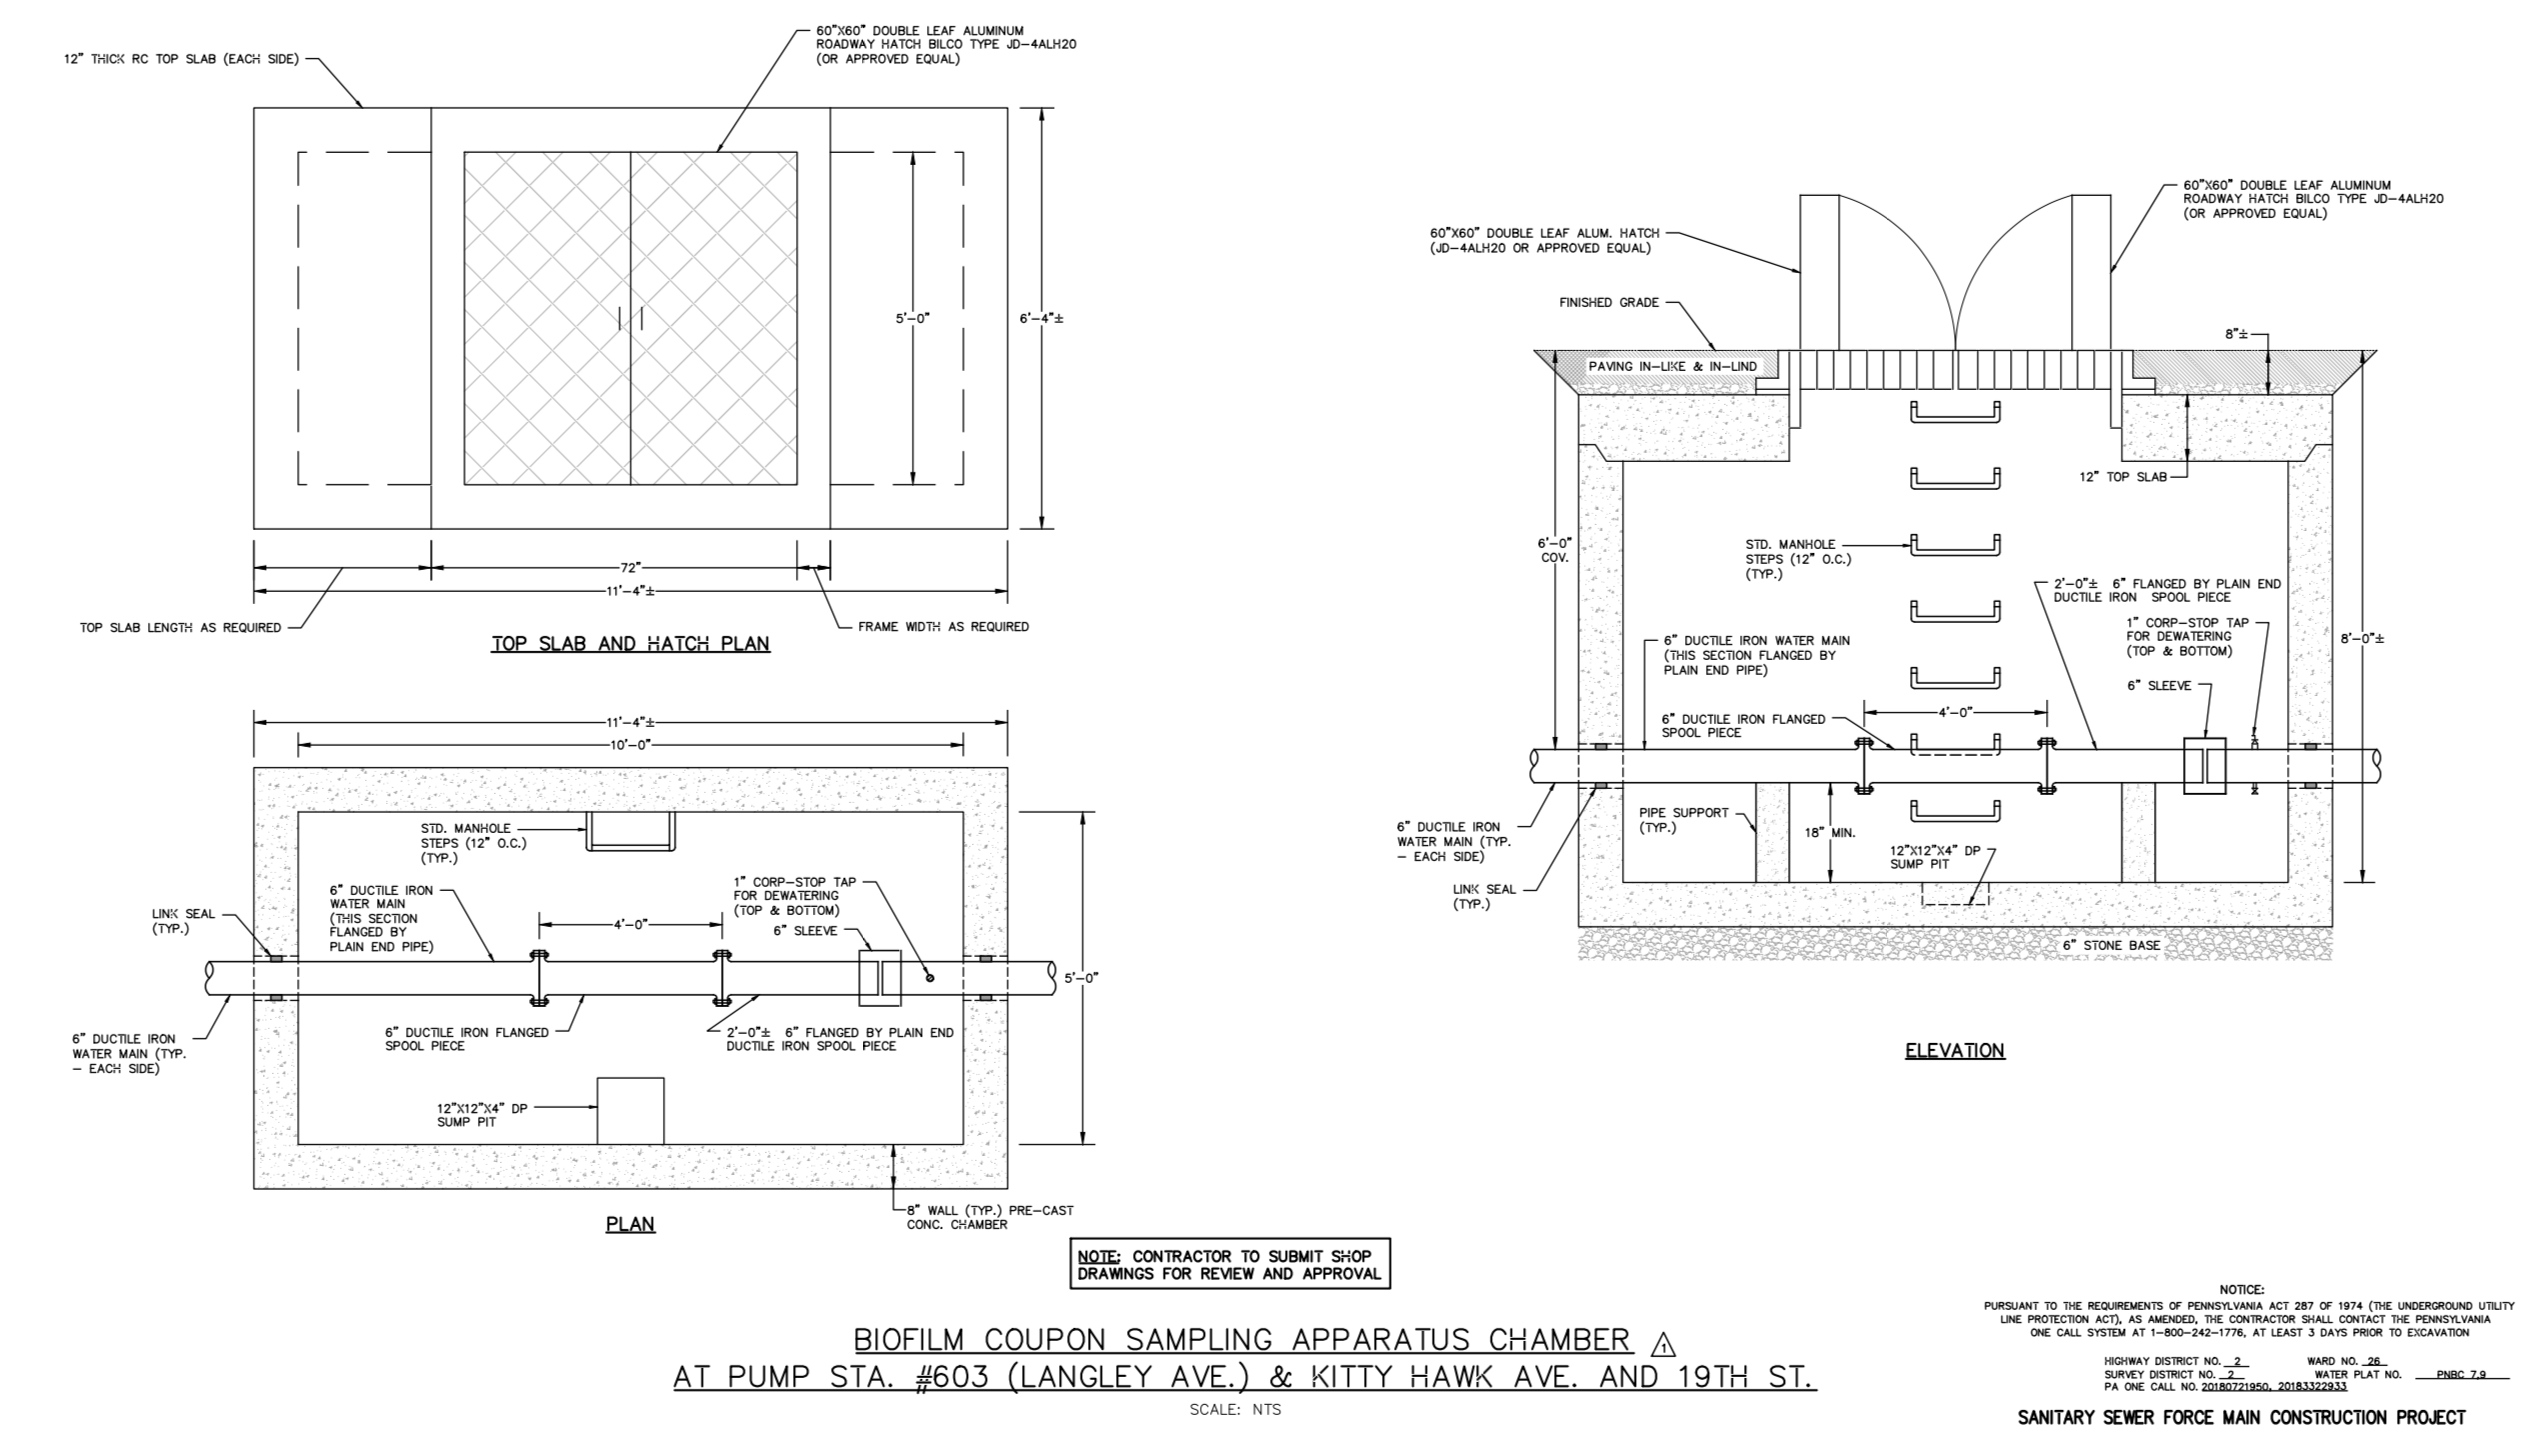 12" THICK RC TOP SLAB (EACH SIDE)
60"X60" DOUBLE LEAF ALUMINUM
ROADWAY HATCH BILCO TYPE JD-4ALH20
(OR APPROVED EQUAL)
5'-0"
6'-4"±
72"
11'-4"±
TOP SLAB LENGTH AS REQUIRED
FRAME WIDTH AS REQUIRED
TOP SLAB AND HATCH PLAN
11'-4"±
10'-0"
STD. MANHOLE
STEPS (12" O.C.)
(TYP.)
6" DUCTILE IRON
WATER MAIN
(THIS SECTION
FLANGED BY
PLAIN END PIPE)
1" CORP-STOP TAP
FOR DEWATERING
(TOP & BOTTOM)
LINK SEAL
(TYP.)
4'-0"
6" SLEEVE
5'-0"
6" DUCTILE IRON
WATER MAIN (TYP.
- EACH SIDE)
6" DUCTILE IRON FLANGED
SPOOL PIECE
2'-0"± 6" FLANGED BY PLAIN END
DUCTILE IRON SPOOL PIECE
12"X12"X4" DP
SUMP PIT
8" WALL (TYP.) PRE-CAST
CONC. CHAMBER
PLAN
60"X60" DOUBLE LEAF ALUMINUM
ROADWAY HATCH BILCO TYPE JD-4ALH20
(OR APPROVED EQUAL)
60"X60" DOUBLE LEAF ALUM. HATCH
(JD-4ALH20 OR APPROVED EQUAL)
FINISHED GRADE
8"±
PAVING IN-LIKE & IN-LIND
12" TOP SLAB
6'-0"
COV.
STD. MANHOLE
STEPS (12" O.C.)
(TYP.)
2'-0"± 6" FLANGED BY PLAIN END
DUCTILE IRON SPOOL PIECE
1" CORP-STOP TAP
FOR DEWATERING
(TOP & BOTTOM)
8'-0"±
6" DUCTILE IRON WATER MAIN
(THIS SECTION FLANGED BY
PLAIN END PIPE)
6" SLEEVE
6" DUCTILE IRON FLANGED
SPOOL PIECE
4'-0"
PIPE SUPPORT
(TYP.)
18" MIN.
6" DUCTILE IRON
WATER MAIN (TYP.
- EACH SIDE)
12"X12"X4" DP
SUMP PIT
LINK SEAL
(TYP.)
6" STONE BASE
ELEVATION
NOTE: CONTRACTOR TO SUBMIT SHOP
DRAWINGS FOR REVIEW AND APPROVAL
BIOFILM COUPON SAMPLING APPARATUS CHAMBER 1
AT PUMP STA. #603 (LANGLEY AVE.) & KITTY HAWK AVE. AND 19TH ST.
SCALE: NTS
NOTICE:
PURSUANT TO THE REQUIREMENTS OF PENNSYLVANIA ACT 287 OF 1974 (THE UNDERGROUND UTILITY
LINE PROTECTION ACT), AS AMENDED, THE CONTRACTOR SHALL CONTACT THE PENNSYLVANIA
ONE CALL SYSTEM AT 1-800-242-1776, AT LEAST 3 DAYS PRIOR TO EXCAVATION
HIGHWAY DISTRICT NO. 2 WARD NO. 26
SURVEY DISTRICT NO. 2 WATER PLAT NO. PNBC 7,9
PA ONE CALL NO. 20180721950, 20183322933
SANITARY SEWER FORCE MAIN CONSTRUCTION PROJECT